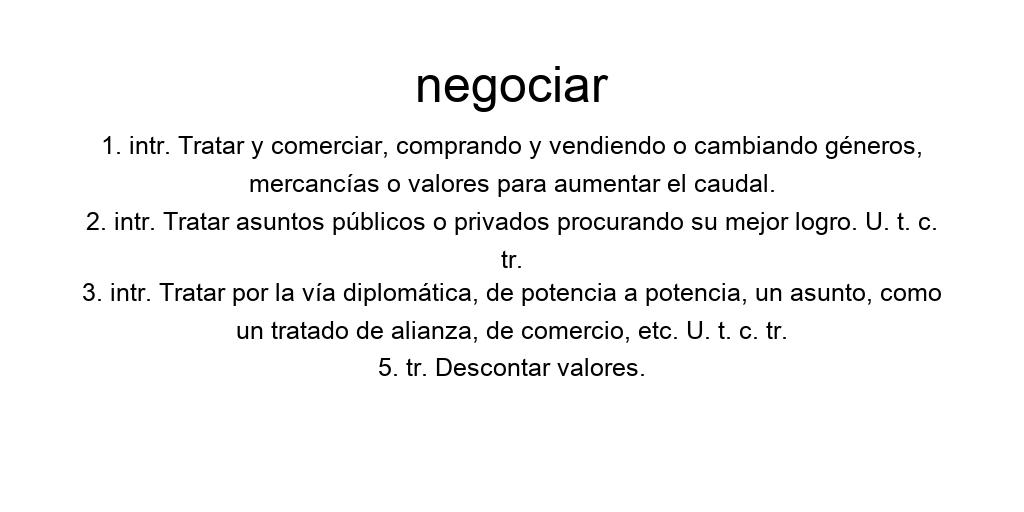 negociar
1. intr. Tratar y comerciar, comprando y vendiendo o cambiando géneros,
mercancías o valores para aumentar el caudal.
2. intr. Tratar asuntos públicos o privados procurando su mejor logro. U. t. c.
tr.
3. intr. Tratar por la vía diplomática, de potencia a potencia, un asunto, como
un tratado de alianza, de comercio, etc. U. t. c. tr.
5. tr. Descontar valores.